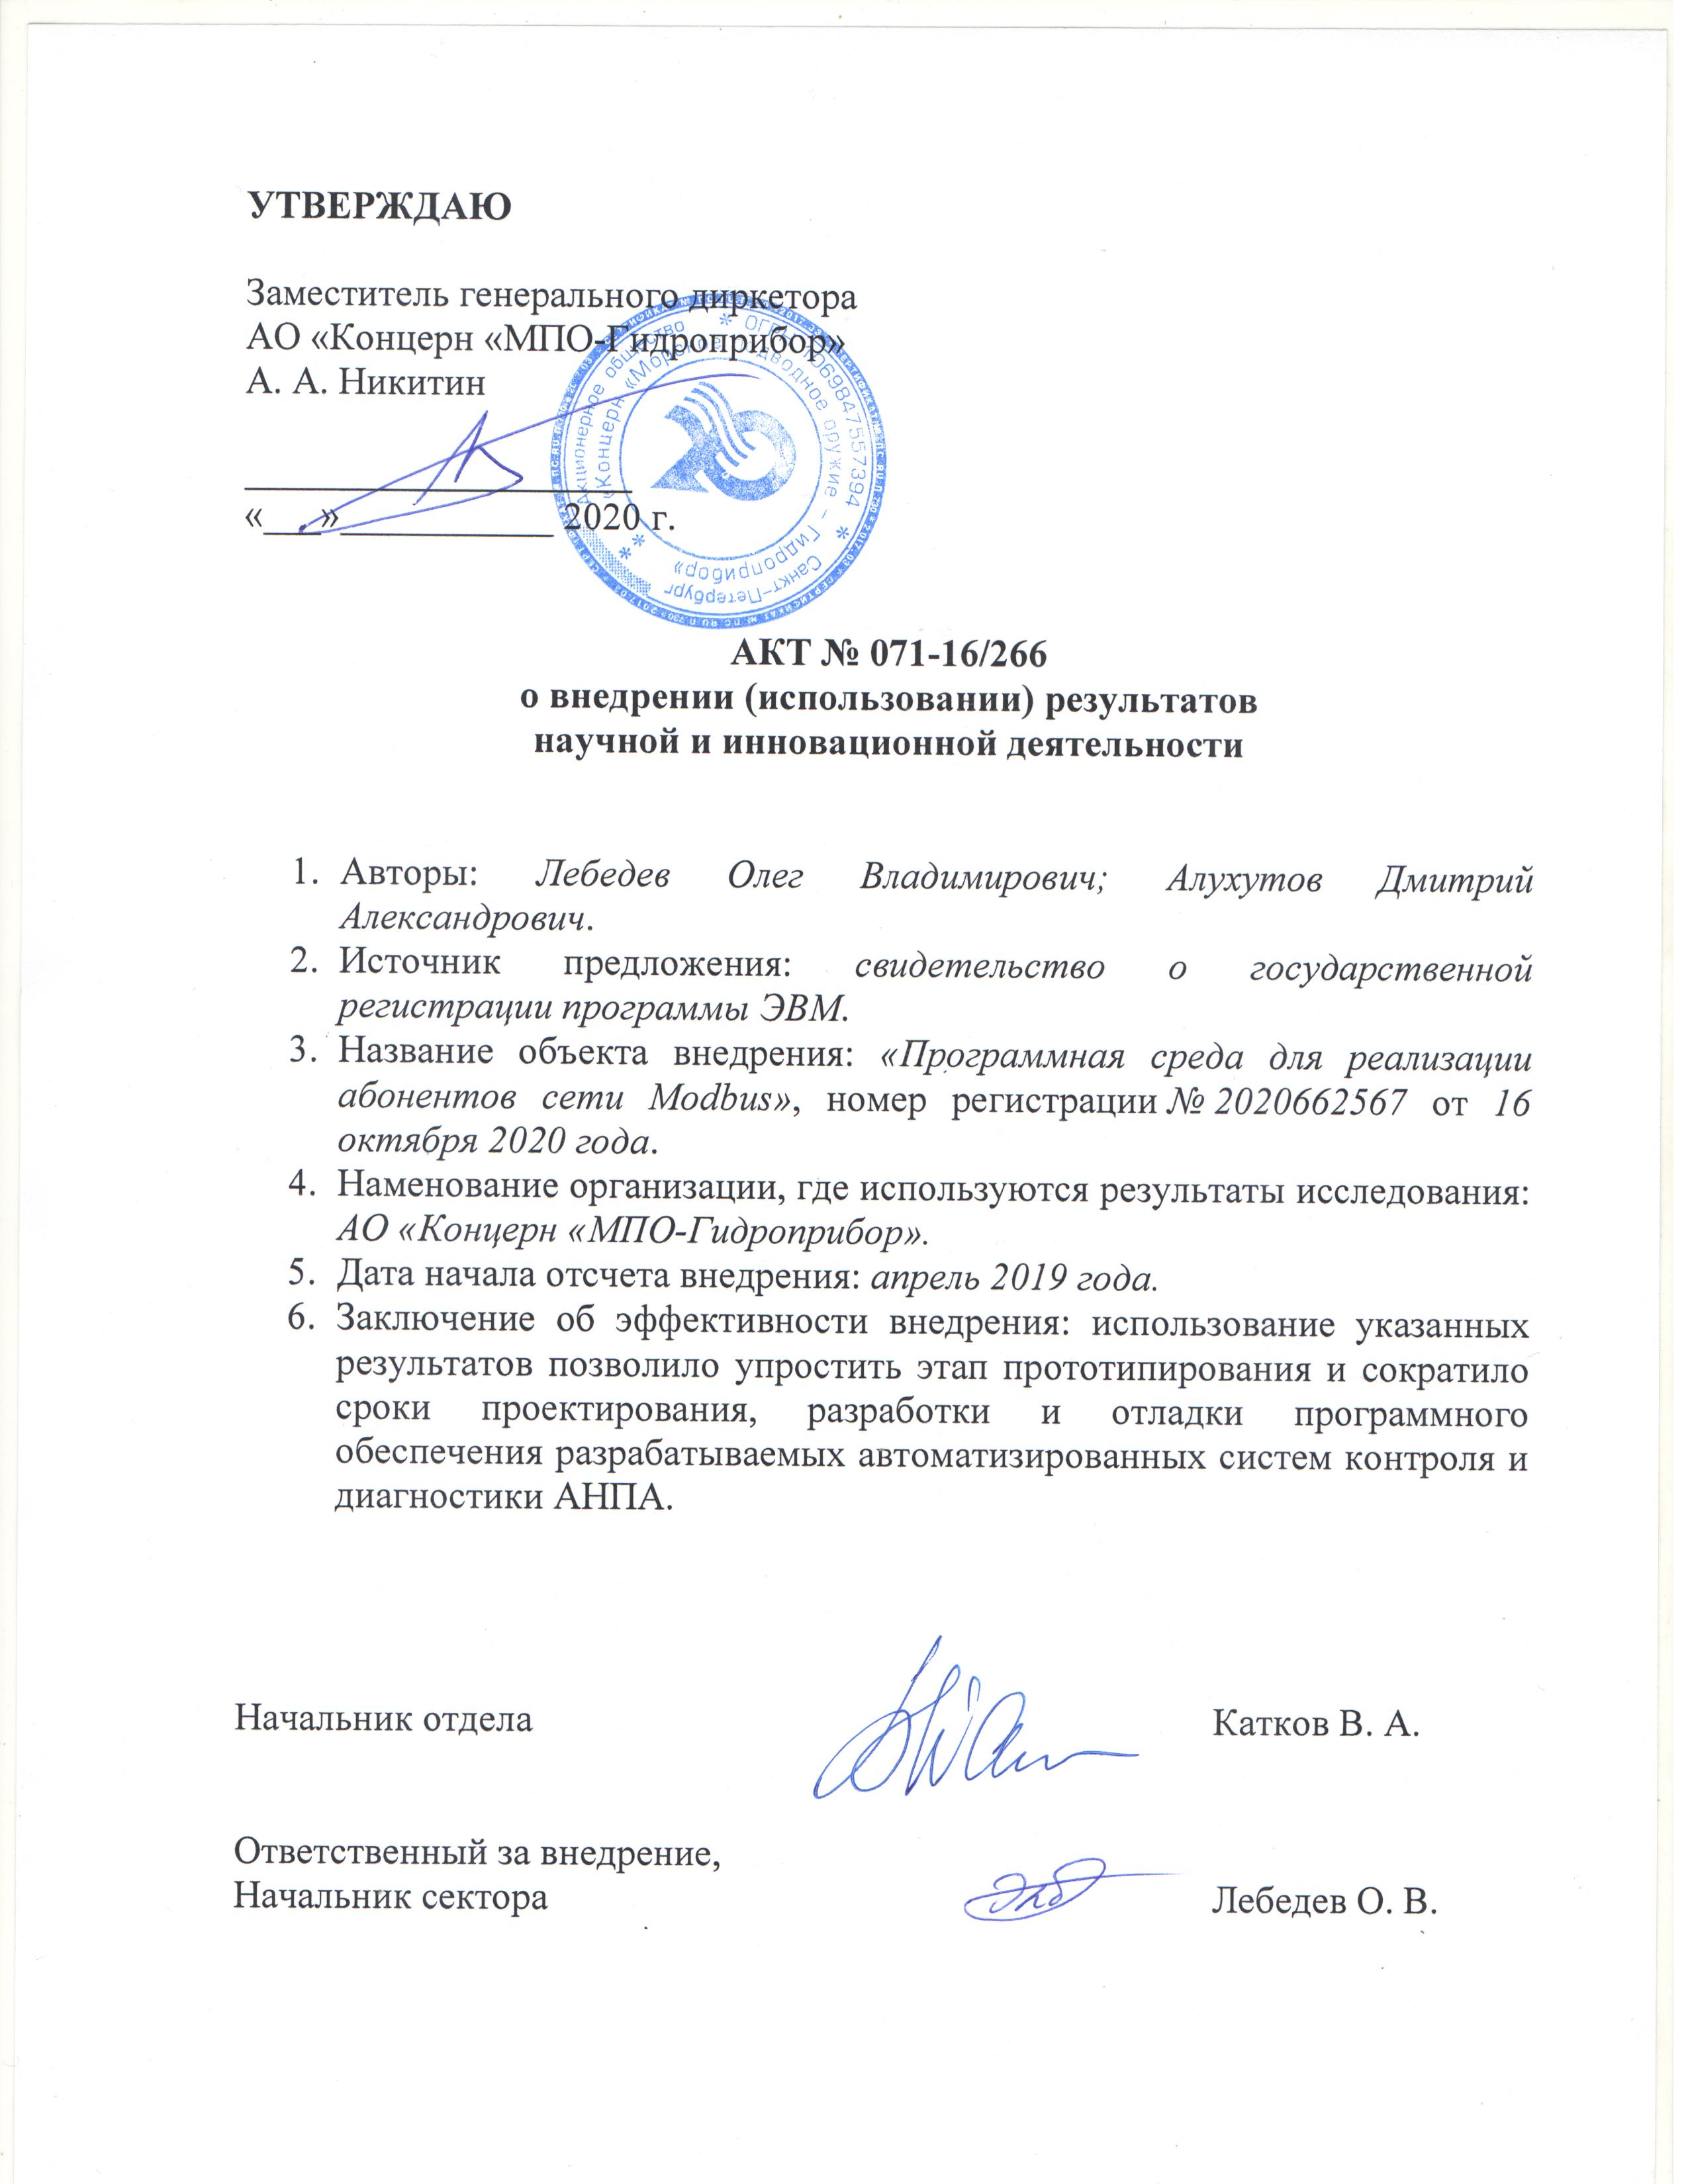 УТВЕРЖДАЮ
Заместитель генерального диркетора
АО «Концерн «МПО-Гидроприбор»
А. А. Никитин
«___» ___________ 2020 г.
Акционерное общество * ОГРН 1069847557394 * Санкт-Петербург **
«Концерн «Морское подводное оружие – Гидроприбор»
АКТ № 071-16/266
о внедрении (использовании) результатов
научной и инновационной деятельности
1. Авторы: Лебедев Олег Владимирович; Алухутов Дмитрий
Александрович.
2. Источник предложения: свидетельство о государственной
регистрации программы ЭВМ.
3. Название объекта внедрения: «Программная среда для реализации
абонентов сети Modbus», номер регистрации № 2020662567 от 16
октября 2020 года.
4. Наменование организации, где используются результаты исследования:
АО «Концерн «МПО-Гидроприбор».
5. Дата начала отсчета внедрения: апрель 2019 года.
6. Заключение об эффективности внедрения: использование указанных
результатов позволило упростить этап прототипирования и сократило
сроки проектирования, разработки и отладки программного
обеспечения разрабатываемых автоматизированных систем контроля и
диагностики АНПА.
Начальник отдела Катков В. А.
Ответственный за внедрение,
Начальник сектора Лебедев О. В.